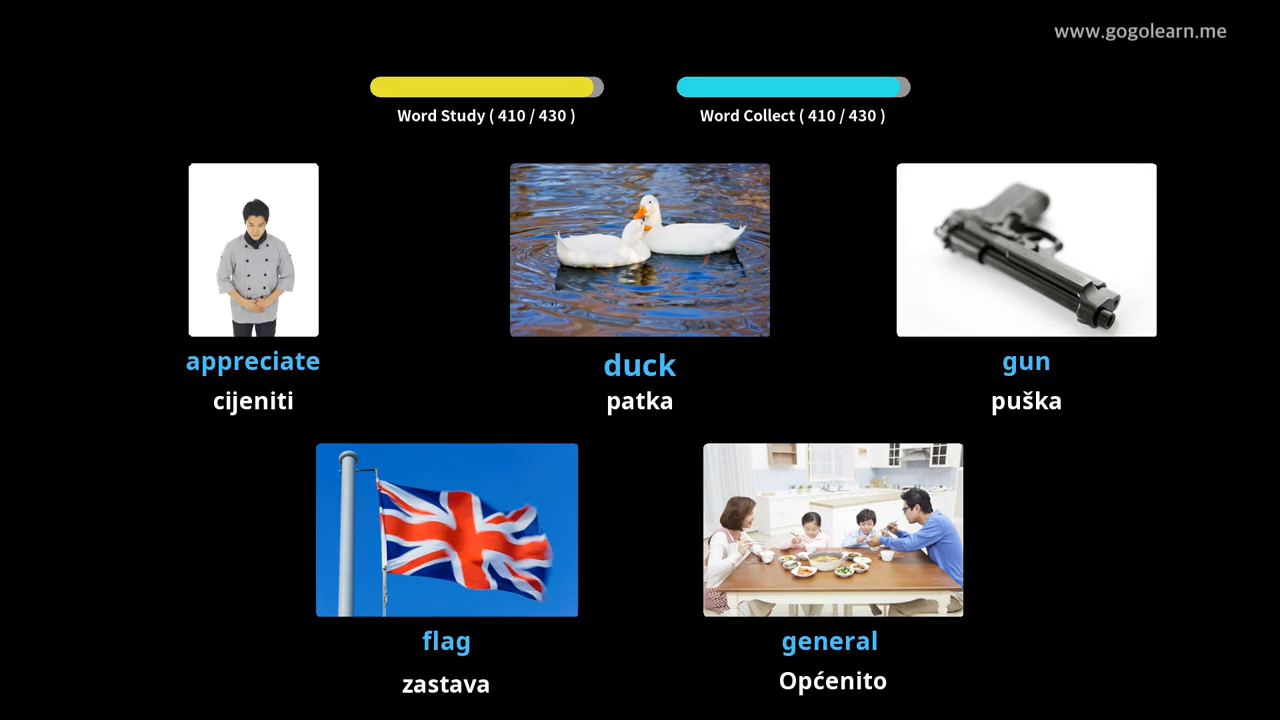 www.gogolearn.me
Word Study ( 410 / 430 )
Word Collect ( 410 / 430 )
appreciate
cijeniti
duck
patka
gun
puška
flag
zastava
general
Općenito